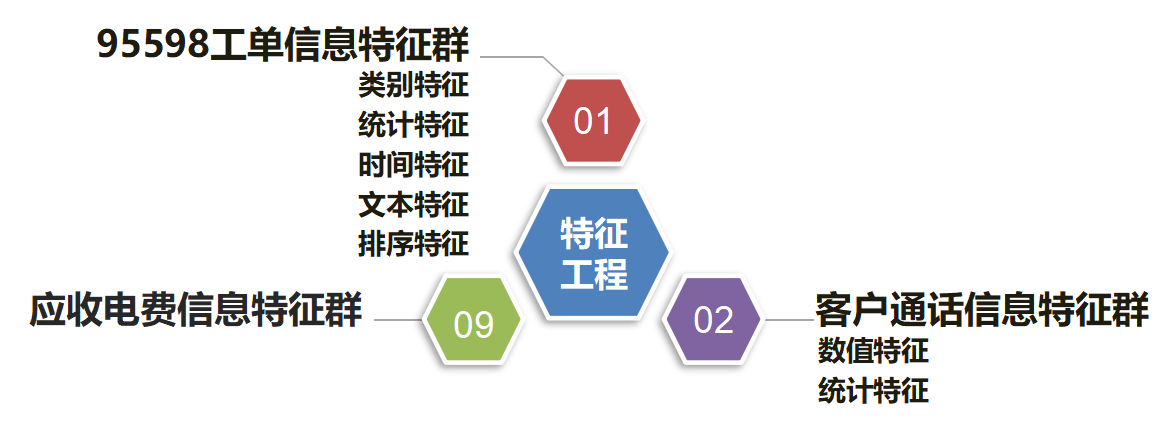 95598工单信息特征群
类别特征
统计特征
时间特征
文本特征
排序特征
01
特征
工程
应收电费信息特征群
09
02
客户通话信息特征群
数值特征
统计特征